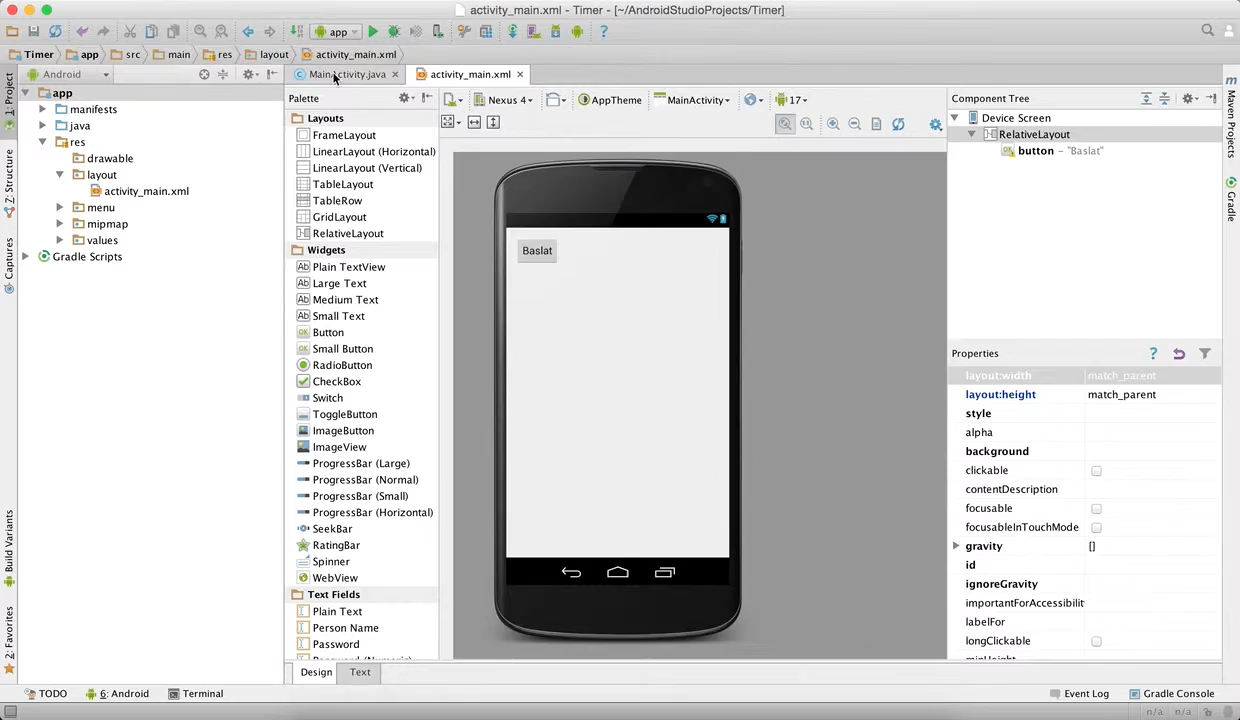 activity_main.xml - Timer - [~/AndroidStudioProjects/Timer]
app
Timer app src main res layout activity_main.xml
1: Project
Z: Structure
Captures
Build Variants
2: Favorites
Android
app
manifests
java
res
drawable
layout
activity_main.xml
menu
mipmap
values
Gradle Scripts
MainActivity.java activity_main.xml
Palette
Layouts
FrameLayout
LinearLayout (Horizontal)
LinearLayout (Vertical)
TableLayout
TableRow
GridLayout
RelativeLayout
Widgets
Plain TextView
Large Text
Medium Text
Small Text
Button
Small Button
RadioButton
CheckBox
Switch
ToggleButton
ImageButton
ImageView
ProgressBar (Large)
ProgressBar (Normal)
ProgressBar (Small)
ProgressBar (Horizontal)
SeekBar
RatingBar
Spinner
WebView
Text Fields
Plain Text
Person Name
Password
Design Text
Nexus 4 AppTheme MainActivity 17
Baslat
Component Tree
Device Screen
RelativeLayout
button - "Baslat"
Properties
layout:width match_parent
layout:height match_parent
style
alpha
background
clickable
contentDescription
focusable
focusableInTouchMode
gravity []
id
ignoreGravity
importantForAccessibilit
labelFor
longClickable
Maven Projects
Gradle
TODO 6: Android Terminal Event Log Gradle Console
n/a n/a